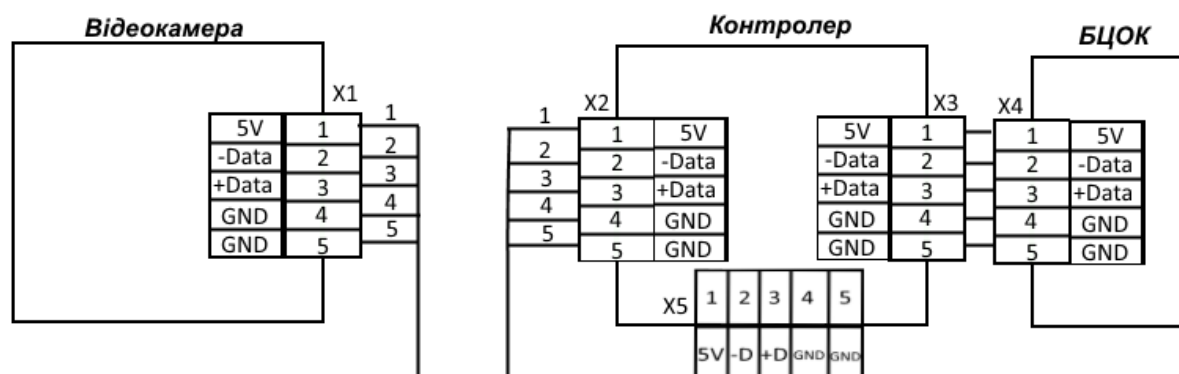 Відеокамера
Контролер
БЦОК
X1
X2
X3
X4
1
2
3
4
5
5V 1
-Data 2
+Data 3
GND 4
GND 5
1
2
3
4
5
1 5V
2 -Data
3 +Data
4 GND
5 GND
5V 1
-Data 2
+Data 3
GND 4
GND 5
1 5V
2 -Data
3 +Data
4 GND
5 GND
X5
1 2 3 4 5
5V -D +D GND GND